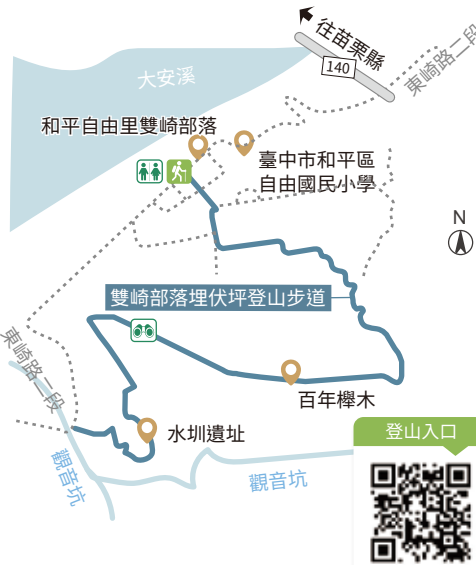 往苗栗縣
140
東崎路二段
大安溪
和平自由里雙崎部落
臺中市和平區
自由國民小學
N
雙崎部落埋伏坪登山步道
東崎路二段
百年櫸木
水圳遺址
登山入口
觀音坑
觀音坑